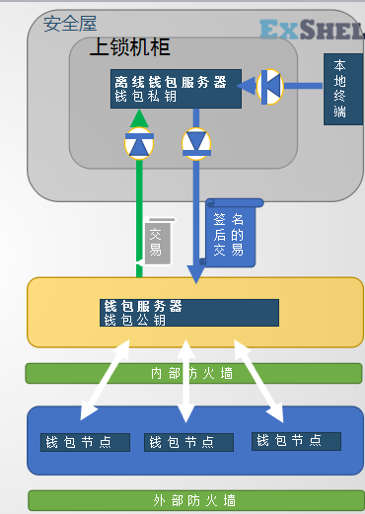 安全屋
EXSHEL
上锁机柜
离线钱包服务器
钱包私钥
本地终端
交易
签名后的交易
钱包服务器
钱包公钥
内部防火墙
钱包节点
钱包节点
钱包节点
外部防火墙